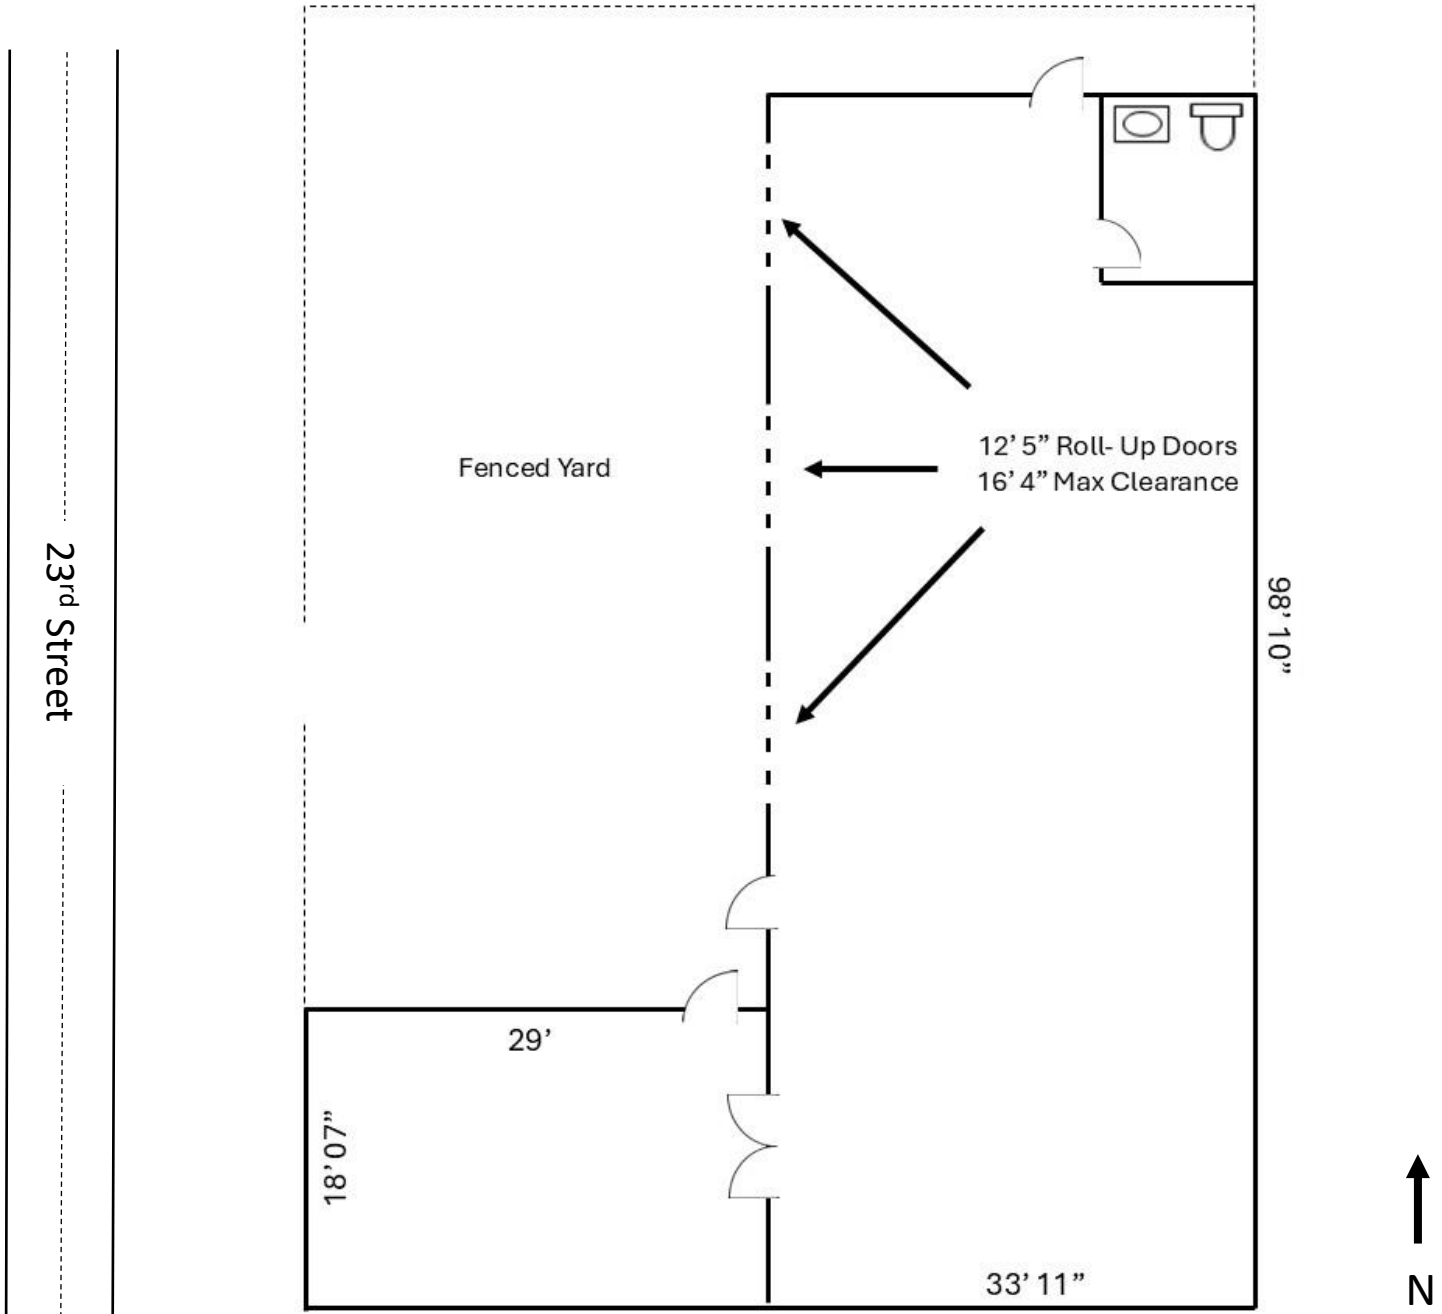 12’ 5” Roll- Up Doors
16’ 4” Max Clearance
Fenced Yard
23rd Street
98’ 10”
29’
18’ 07”
33’ 11”
N